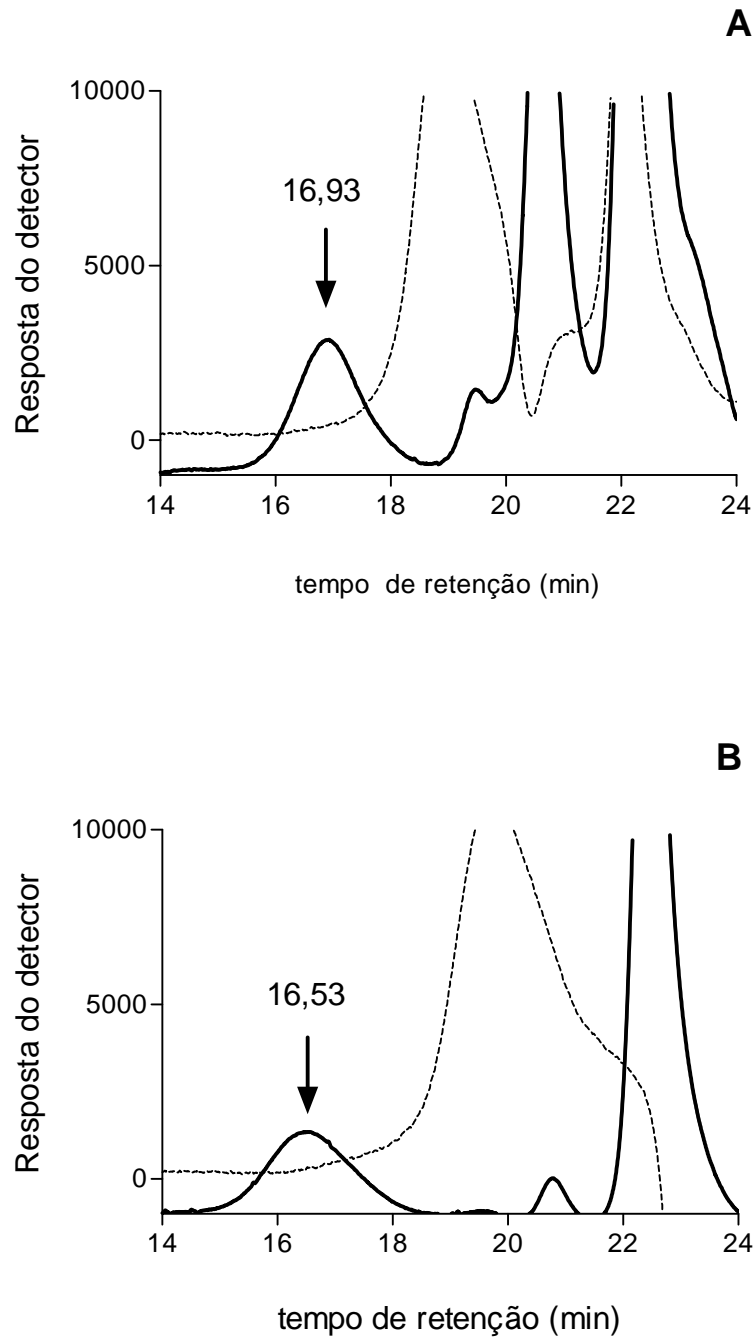 A
10000
16,93
5000
0
Resposta do detector
14 16 18 20 22 24
tempo de retenção (min)
B
10000
16,53
5000
0
Resposta do detector
14 16 18 20 22 24
tempo de retenção (min)